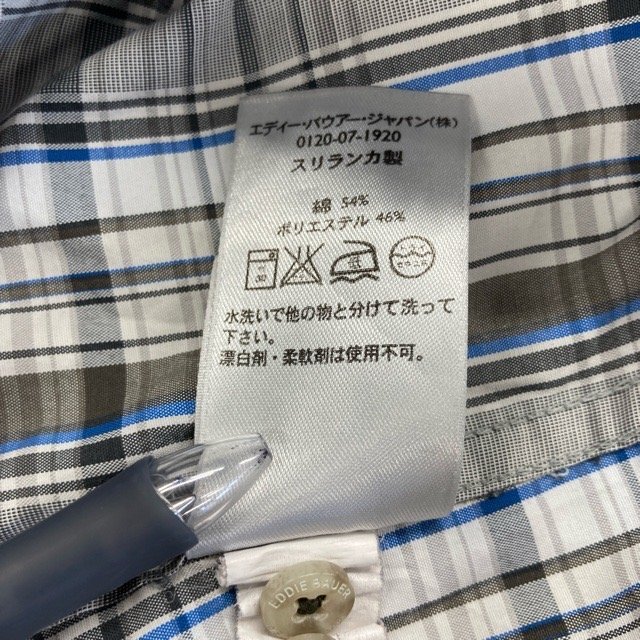 エディー・バウアー・ジャパン(株)
0120-07-1920
スリランカ製
綿 54%
ポリエステル 46%
水洗いで他の物と分けて洗って
下さい。
漂白剤・柔軟剤は使用不可。
EDDIE BAUER